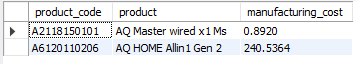 product_code product manufacturing_cost
A2118150101 AQ Master wired x1 Ms 0.8920
A6120110206 AQ HOME Allin1 Gen 2 240.5364